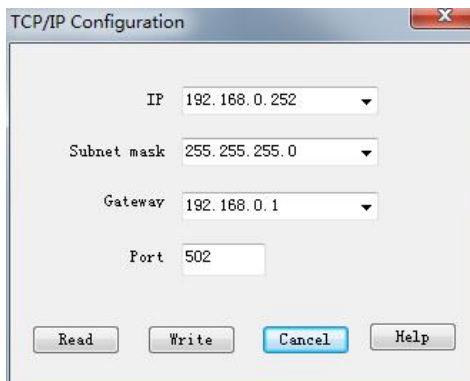 TCP/IP Configuration
IP 192.168.0.252
Subnet mask 255.255.255.0
Gateway 192.168.0.1
Port 502
Read Write Cancel Help